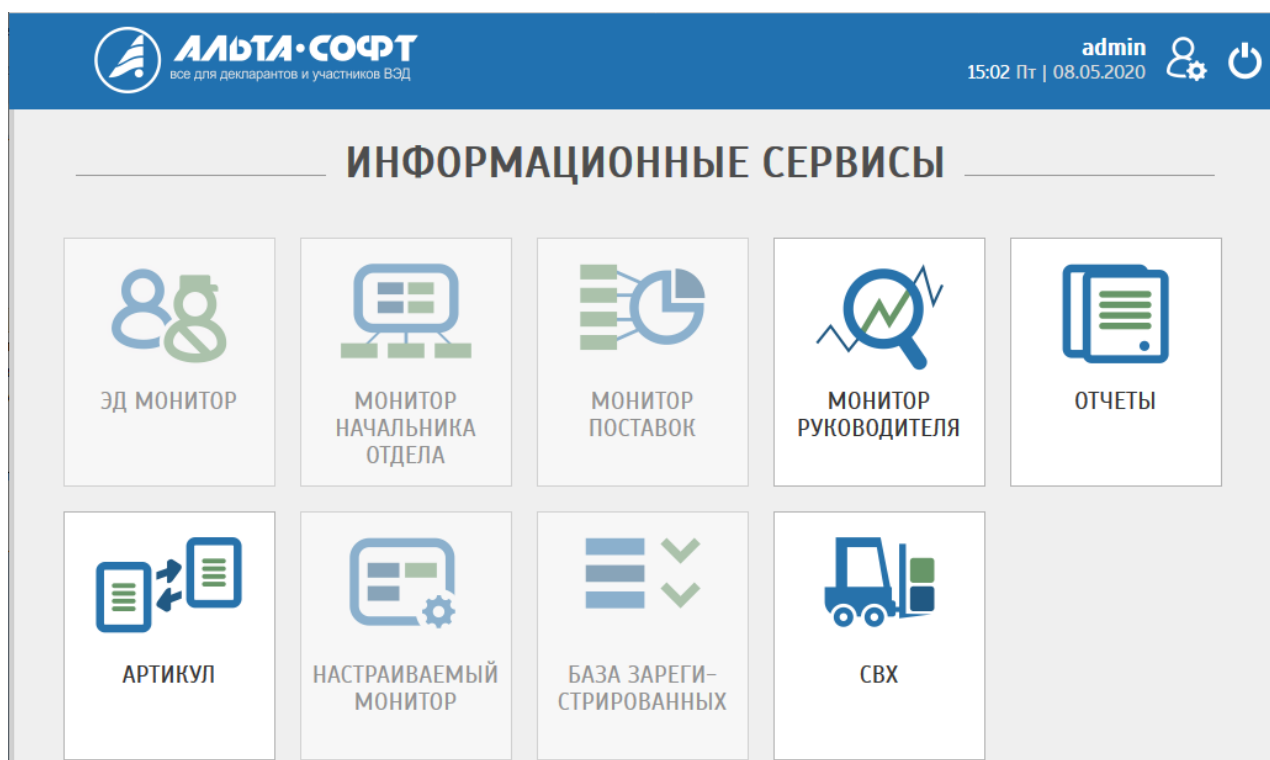 АЛЬТА·СОФТ
все для декларантов и участников ВЭД
admin
15:02 Пт | 08.05.2020
ИНФОРМАЦИОННЫЕ СЕРВИСЫ
ЭД МОНИТОР
МОНИТОР
НАЧАЛЬНИКА
ОТДЕЛА
МОНИТОР
ПОСТАВОК
МОНИТОР
РУКОВОДИТЕЛЯ
ОТЧЕТЫ
АРТИКУЛ
НАСТРАИВАЕМЫЙ
МОНИТОР
БАЗА ЗАРЕГИ-
СТРИРОВАННЫХ
СВХ